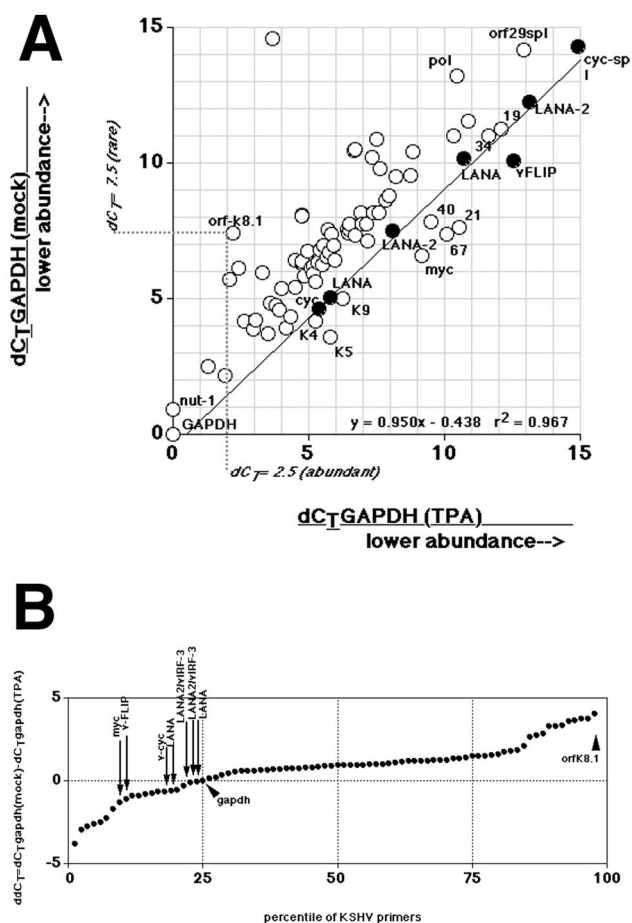 A
dCTGAPDH (mock)
lower abundance-->
15
10
5
0
dCT= 7.5 (rare)
orf29spl
pol
cyc-sp
l
19
LANA-2
34
LANA
vFLIP
orf-k8.1
40
21
LANA-2
67
myc
LANA
cyc
K9
K4
K5
nut-1
GAPDH
y = 0.950x - 0.438 r2 = 0.967
0
5
10
15
dCT= 2.5 (abundant)
dCTGAPDH (TPA)
lower abundance-->
B
ddCT=dCTgapdh(mock)-dCTgapdh(TPA)
5
0
-5
myc
v-FLIP
v-cyc
LANA
LANA2/vIRF-3
LANA2/vIRF-3
LANA
gapdh
orfK8.1
0
25
50
75
100
percentile of KSHV primers